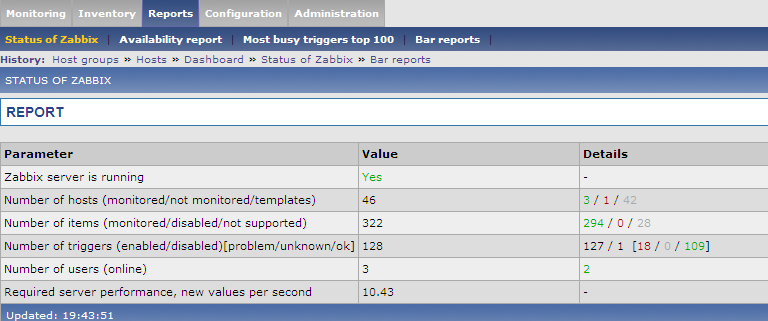 Monitoring Inventory Reports Configuration Administration
Status of Zabbix | Availability report | Most busy triggers top 100 | Bar reports |
History: Host groups » Hosts » Dashboard » Status of Zabbix » Bar reports
STATUS OF ZABBIX
REPORT
Parameter Value Details
Zabbix server is running Yes -
Number of hosts (monitored/not monitored/templates) 46 3 / 1 / 42
Number of items (monitored/disabled/not supported) 322 294 / 0 / 28
Number of triggers (enabled/disabled)[problem/unknown/ok] 128 127 / 1 [18 / 0 / 109]
Number of users (online) 3 2
Required server performance, new values per second 10.43 -
Updated: 19:43:51